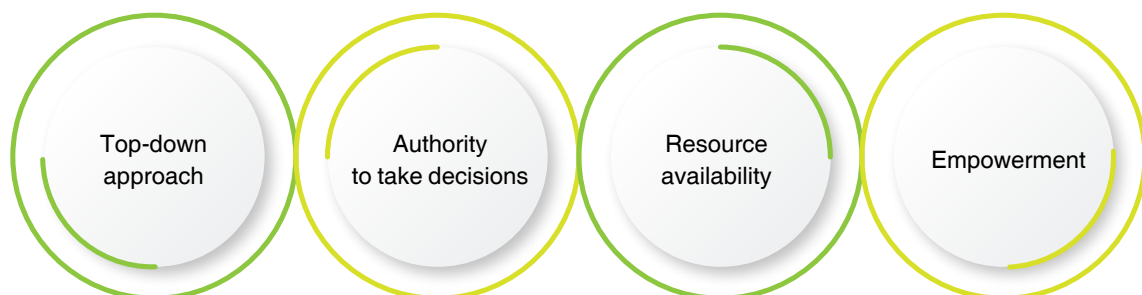 Top-down
approach
Authority
to take decisions
Resource
availability
Empowerment